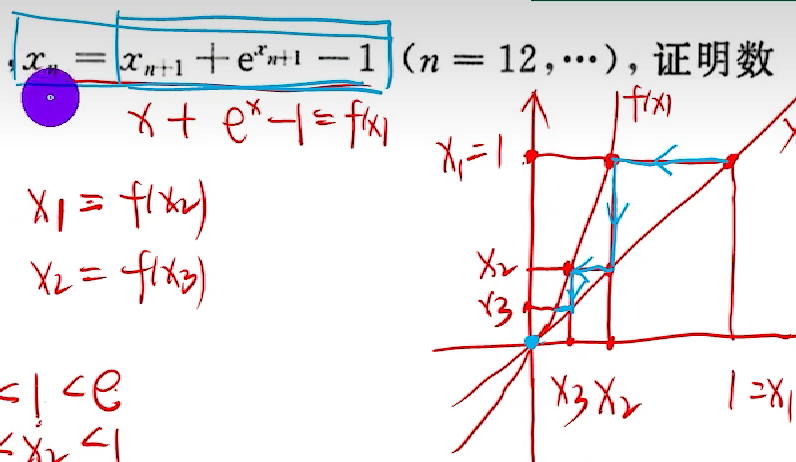 x_n = x_{n+1} + e^{x_{n+1}} − 1 (n = 12,⋯), 证明数
x + e^x − 1 = f(x)
f(x)
x_1 = 1
x_1 = f(x_2)
x_2 = f(x_3)
x_2
x_3
x_3 x_2 1 = x_1
< 1 < e
< x_2 < 1